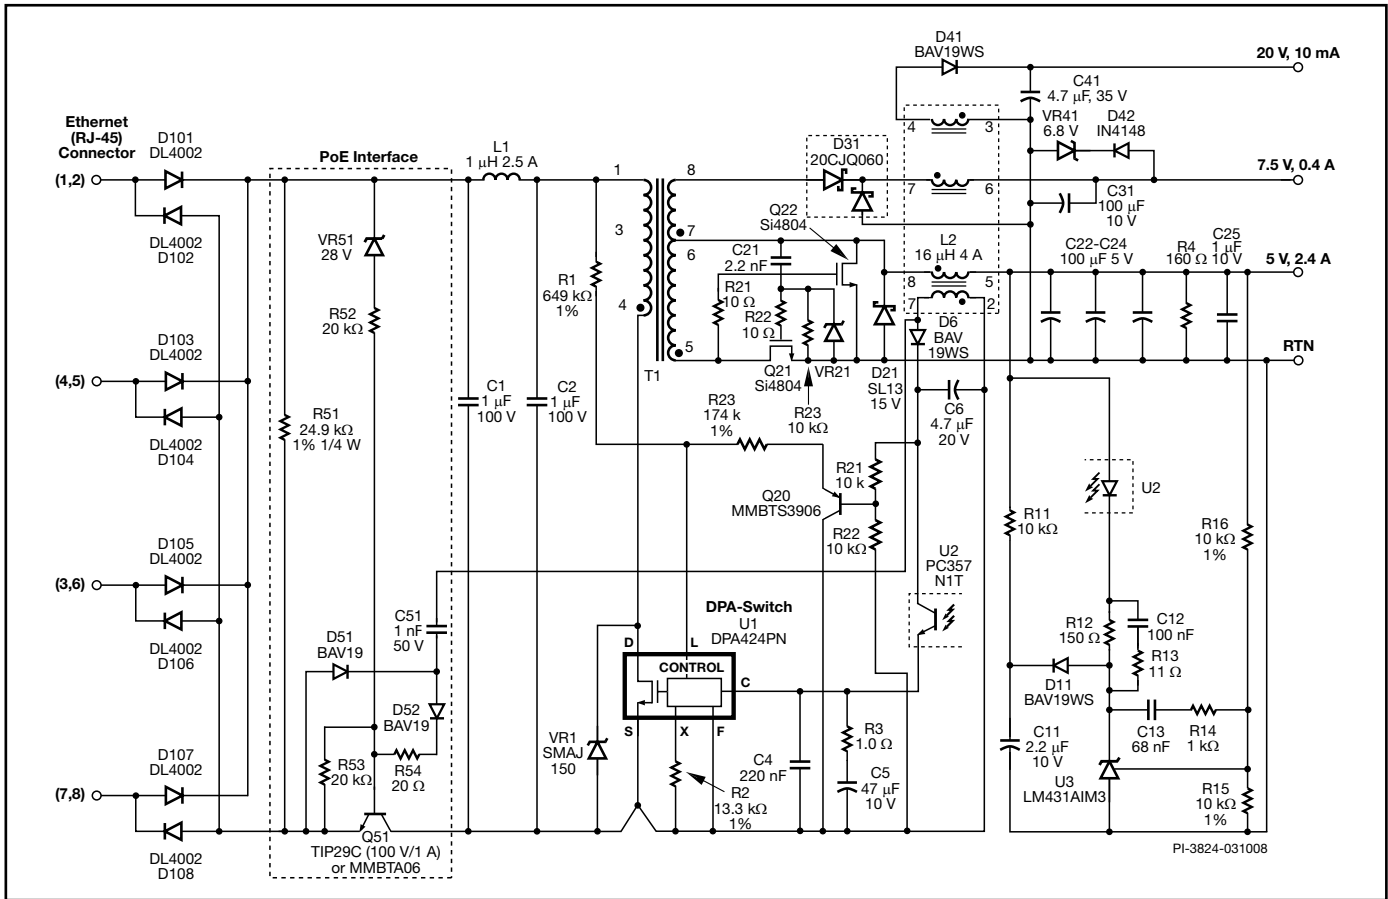 D41
BAV19WS
20 V, 10 mA
C41
4.7 μF, 35 V
Ethernet
(RJ-45)
Connector
D101
DL4002
PoE Interface
L1
1 μH 2.5 A
D31
20CJQ060
4
3
VR41
6.8 V
D42
IN4148
7.5 V, 0.4 A
(1,2)
1
8
7
6
C31
100 μF
10 V
DL4002
D102
VR51
28 V
3
7
6
Q22
Si4804
C21
2.2 nF
L2
16 μH 4 A
C22-C24
100 μF 5 V
R4
160 Ω
C25
1 μF
10 V
5 V, 2.4 A
R1
649 kΩ
1%
8
5
R52
20 kΩ
4
R21
10 Ω
R22
10 Ω
7
2
D6
BAV
19WS
D103
DL4002
5
RTN
(4,5)
T1
Q21
Si4804
VR21
D21
SL13
15 V
DL4002
D104
R51
24.9 kΩ
1% 1/4 W
C1
1 μF
100 V
C2
1 μF
100 V
R23
174 k
1%
R23
10 kΩ
C6
4.7 μF
20 V
R21
10 k
Q20
MMBTS3906
R22
10 kΩ
U2
R11
10 kΩ
R16
10 kΩ
1%
D105
DL4002
(3,6)
U2
PC357
N1T
DL4002
D106
C51
1 nF
50 V
D51
BAV19
DPA-Switch
U1
DPA424PN
R12
150 Ω
C12
100 nF
R13
11 Ω
D
L
CONTROL
C
S
X
F
D11
BAV19WS
D52
BAV19
C13
68 nF
R14
1 kΩ
D107
DL4002
(7,8)
R53
20 kΩ
R54
20 Ω
VR1
SMAJ
150
R2
13.3 kΩ
1%
C4
220 nF
R3
1.0 Ω
C5
47 μF
10 V
C11
2.2 μF
10 V
U3
LM431AIM3
R15
10 kΩ
1%
DL4002
D108
Q51
TIP29C (100 V/1 A)
or MMBTA06
PI-3824-031008